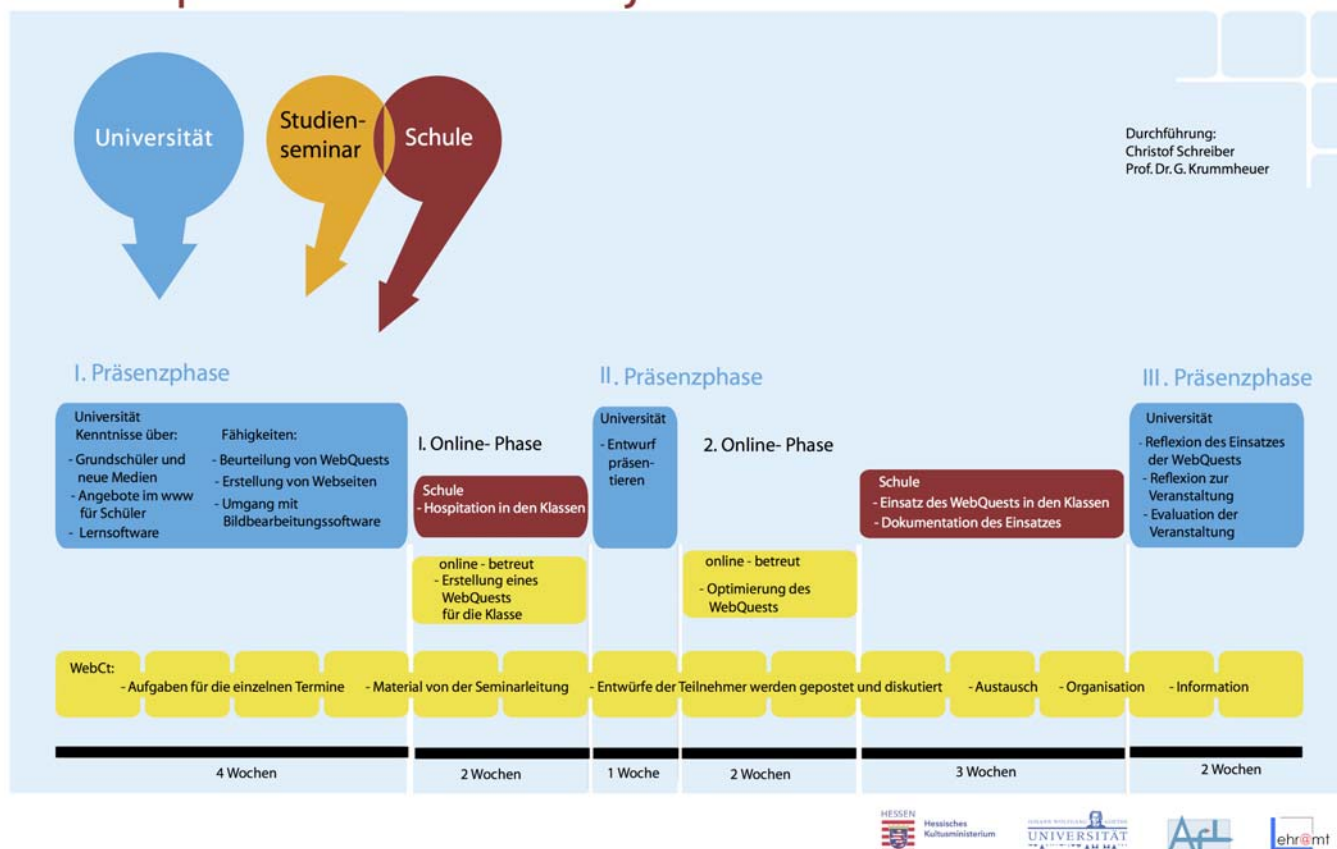 Universität
Studien-
seminar
Schule
Durchführung:
Christof Schreiber
Prof. Dr. G. Krummheuer
I. Präsenzphase
Universität
Kenntnisse über:
- Grundschüler und
neue Medien
- Angebote im www
für Schüler
- Lernsoftware
Fähigkeiten:
- Beurteilung von WebQuests
- Erstellung von Webseiten
- Umgang mit
Bildbearbeitungssoftware
I. Online- Phase
Schule
- Hospitation in den Klassen
online - betreut
- Erstellung eines
WebQuests
für die Klasse
II. Präsenzphase
Universität
- Entwurf
präsen-
tieren
2. Online- Phase
online - betreut
- Optimierung des
WebQuests
Schule
- Einsatz des WebQuests in den Klassen
- Dokumentation des Einsatzes
III. Präsenzphase
Universität
- Reflexion des Einsatzes
der WebQuests
- Reflexion zur
Veranstaltung
- Evaluation der
Veranstaltung
WebCt:
- Aufgaben für die einzelnen Termine - Material von der Seminarleitung - Entwürfe der Teilnehmer werden gepostet und diskutiert - Austausch - Organisation - Information
4 Wochen 2 Wochen 1 Woche 2 Wochen 3 Wochen 2 Wochen
HESSEN
Hessisches
Kultusministerium
JOHANN WOLFGANG GOETHE
UNIVERSITÄT
AfL
Lehr@mt